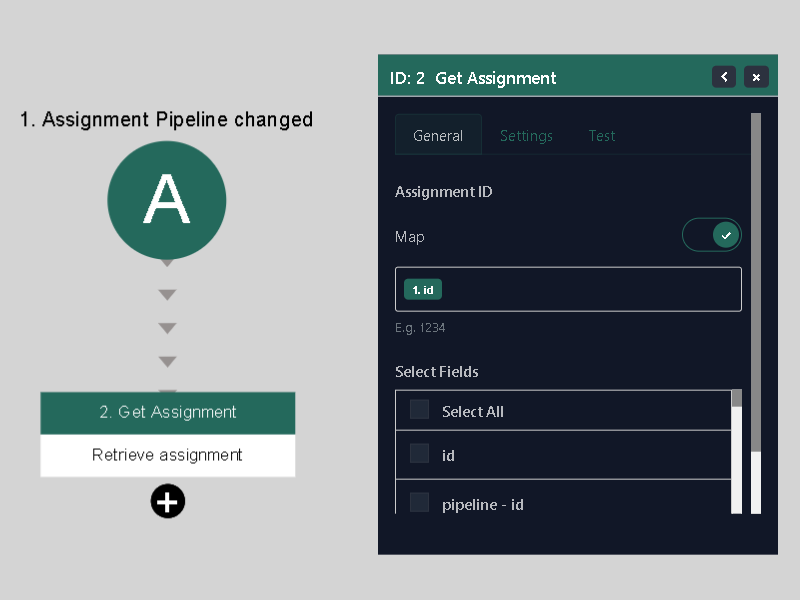 1. Assignment Pipeline changed
A
2. Get Assignment
Retrieve assignment
ID: 2 Get Assignment
General Settings Test
Assignment ID
Map
1. id
E.g. 1234
Select Fields
Select All
id
pipeline - id